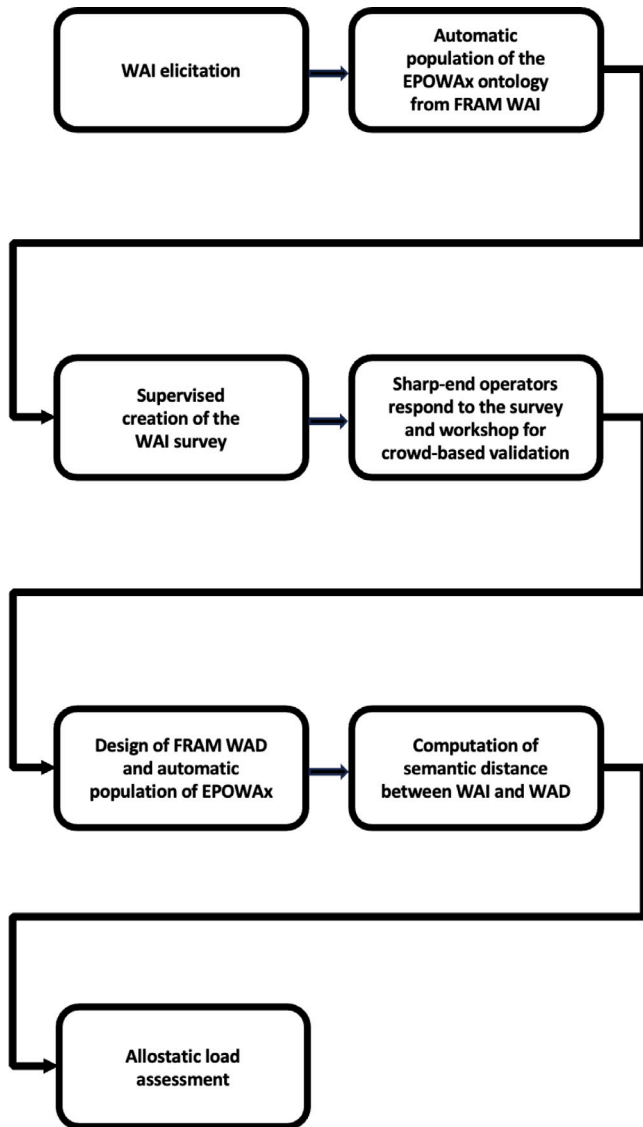 WAI elicitation
Automatic
population of the
EPOWAx ontology
from FRAM WAI
Supervised
creation of the
WAI survey
Sharp-end operators
respond to the survey
and workshop for
crowd-based validation
Design of FRAM WAD
and automatic
population of EPOWAx
Computation of
semantic distance
between WAI and WAD
Allostatic load
assessment